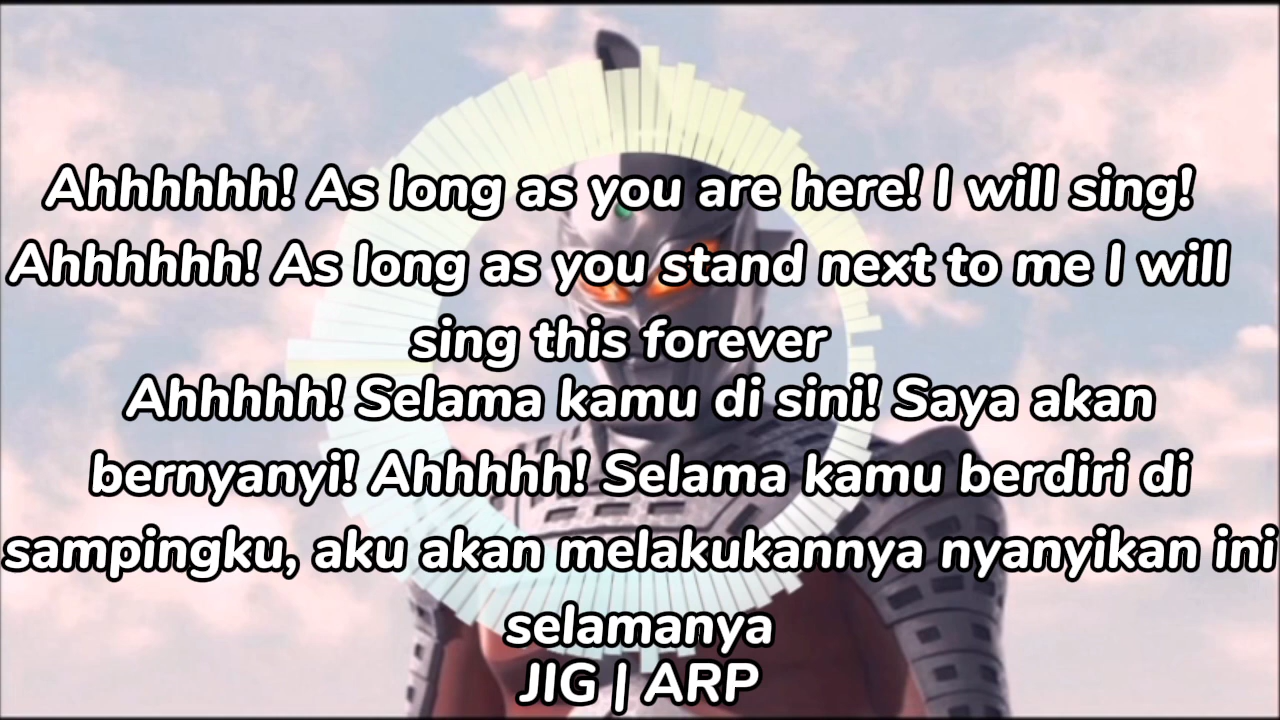 Ahhhhhh! As long as you are here! I will sing!
Ahhhhhh! As long as you stand next to me I will
sing this forever
Ahhhhh! Selama kamu di sini! Saya akan
bernyanyi! Ahhhhh! Selama kamu berdiri di
sampingku, aku akan melakukannya nyanyikan ini
selamanya
JIG | ARP